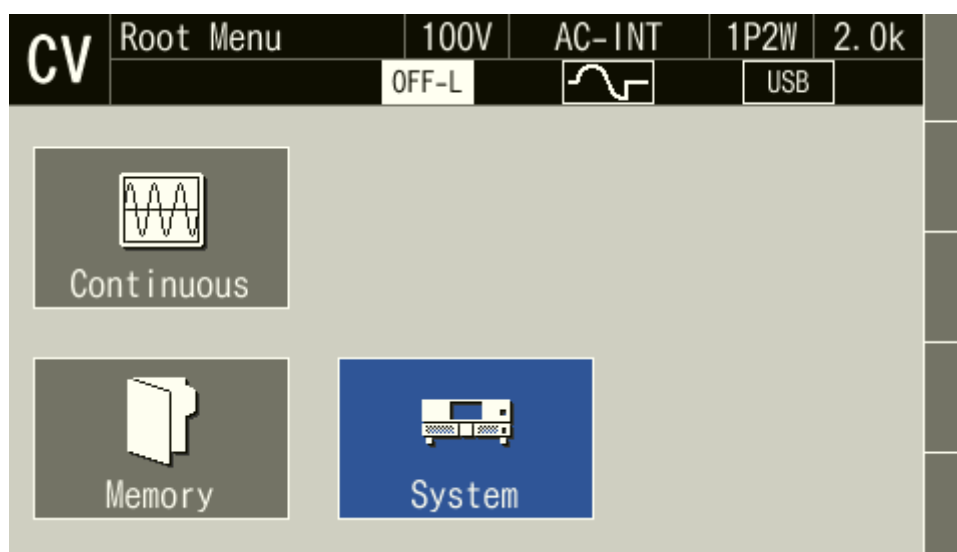 CV Root Menu 100V AC-INT 1P2W 2.0k
OFF-L USB
Continuous
Memory System